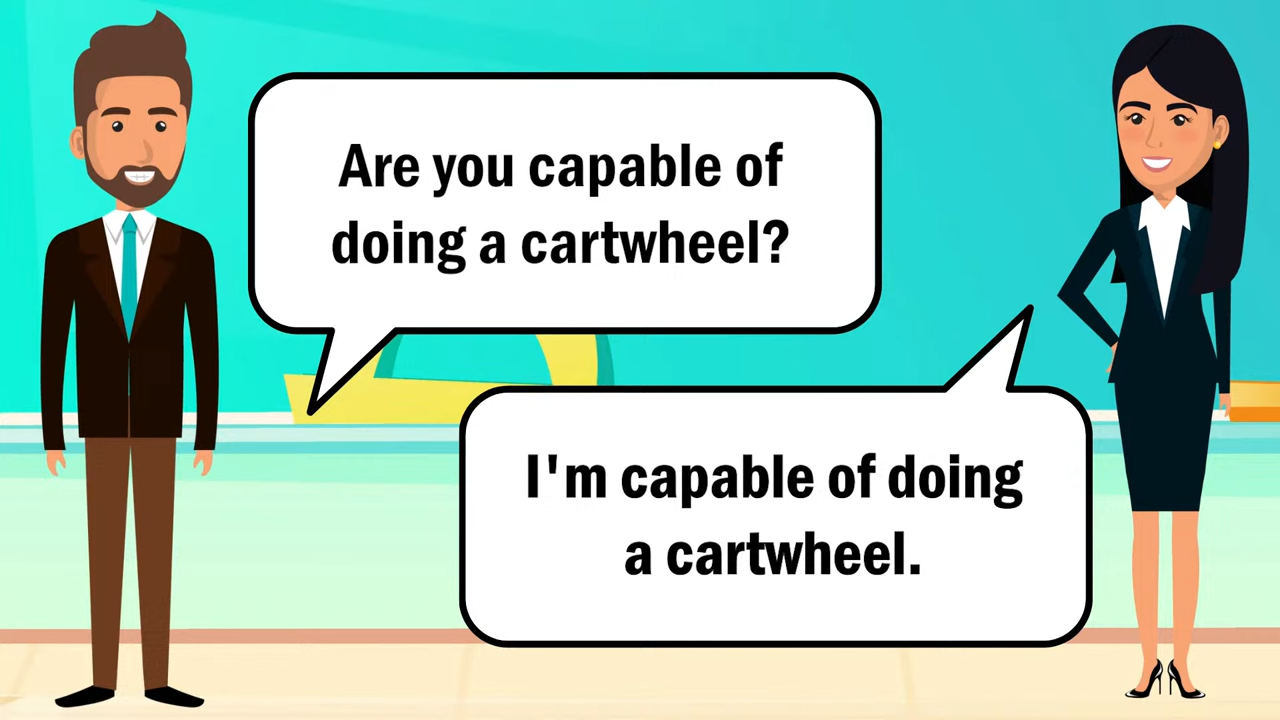 Are you capable of
doing a cartwheel?
I'm capable of doing
a cartwheel.